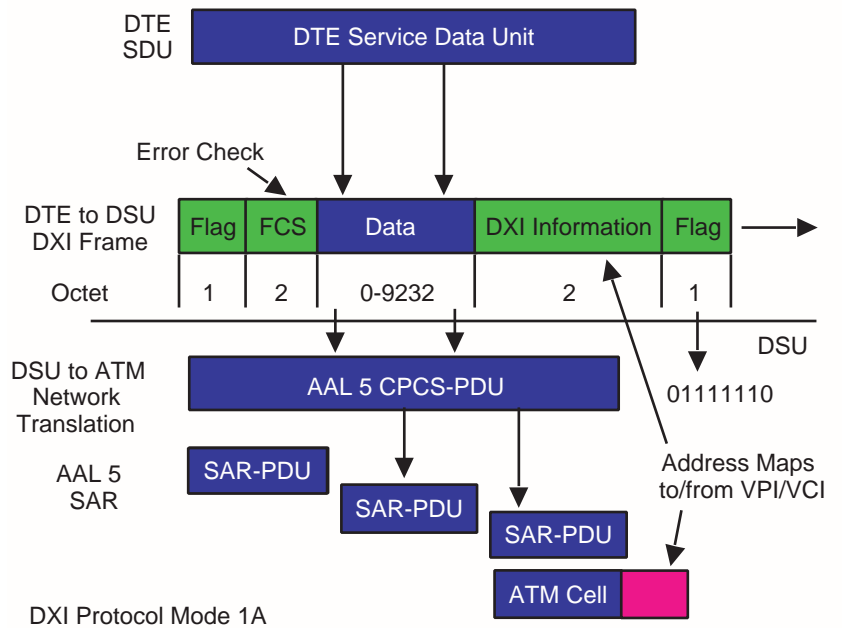 DTE
SDU
DTE Service Data Unit
Error Check
DTE to DSU
DXI Frame
Flag
FCS
Data
DXI Information
Flag
Octet
1
2
0-9232
2
1
DSU
DSU to ATM
Network
Translation
AAL 5 CPCS-PDU
01111110
AAL 5
SAR
SAR-PDU
SAR-PDU
SAR-PDU
Address Maps
to/from VPI/VCI
ATM Cell
DXI Protocol Mode 1A